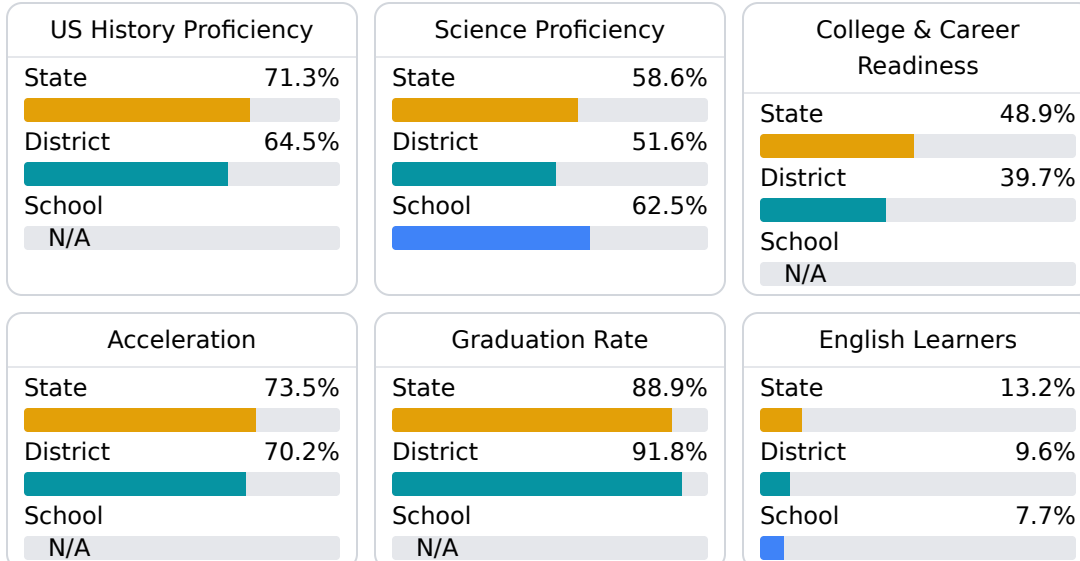 US History Proficiency
State 71.3%
District 64.5%
School
N/A
Science Proficiency
State 58.6%
District 51.6%
School 62.5%
College & Career
Readiness
State 48.9%
District 39.7%
School
N/A
Acceleration
State 73.5%
District 70.2%
School
N/A
Graduation Rate
State 88.9%
District 91.8%
School
N/A
English Learners
State 13.2%
District 9.6%
School 7.7%